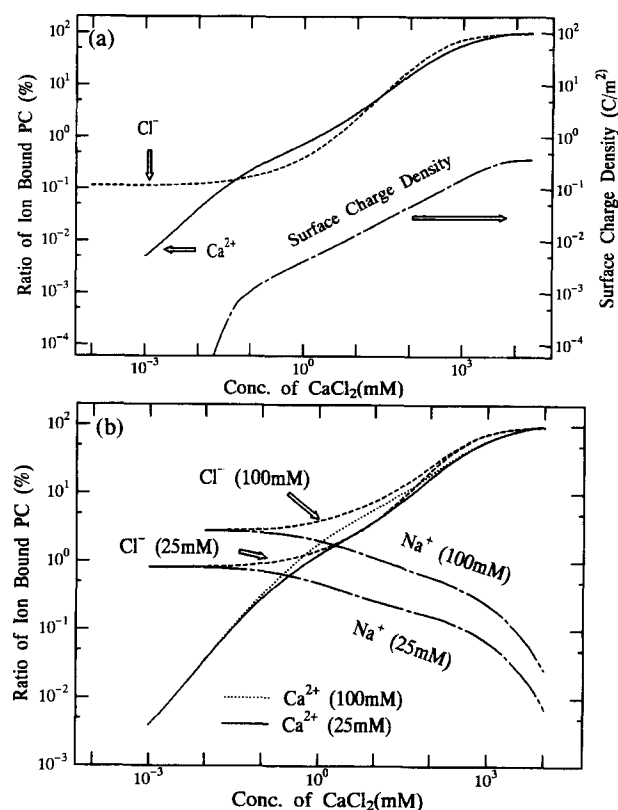 (a)
Ratio of Ion Bound PC (%)
10²
10¹
10⁰
10⁻¹
10⁻²
10⁻³
10⁻⁴
Cl⁻
Ca²⁺
Surface Charge Density
10²
10¹
10⁰
10⁻¹
10⁻²
10⁻³
10⁻⁴
Surface Charge Density (C/m²)
10⁻³
10⁰
10³
Conc. of CaCl₂(mM)
(b)
Ratio of Ion Bound PC (%)
10²
10¹
10⁰
10⁻¹
10⁻²
10⁻³
Cl⁻ (100mM)
Cl⁻ (25mM)
Na⁺ (100mM)
Na⁺ (25mM)
Ca²⁺ (100mM)
Ca²⁺ (25mM)
10⁻³
10⁰
10³
Conc. of CaCl₂(mM)